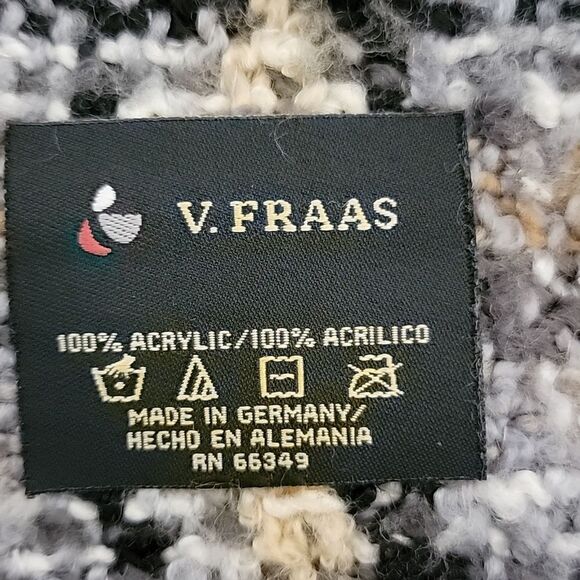 V. FRAAS
100% ACRYLIC/100% ACRILICO
MADE IN GERMANY/
HECHO EN ALEMANIA
RN 66349